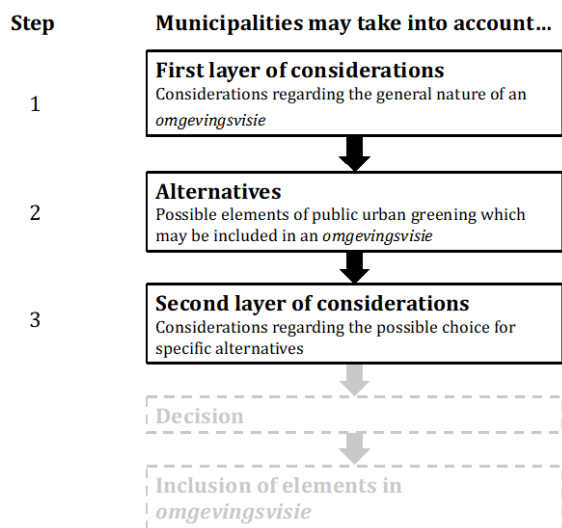 Step Municipalities may take into account...
First layer of considerations
1 Considerations regarding the general nature of an
omgevingsvisie
Alternatives
2 Possible elements of public urban greening which
may be included in an omgevingsvisie
Second layer of considerations
3 Considerations regarding the possible choice for
specific alternatives
Decision
Inclusion of elements in
omgevingsvisie